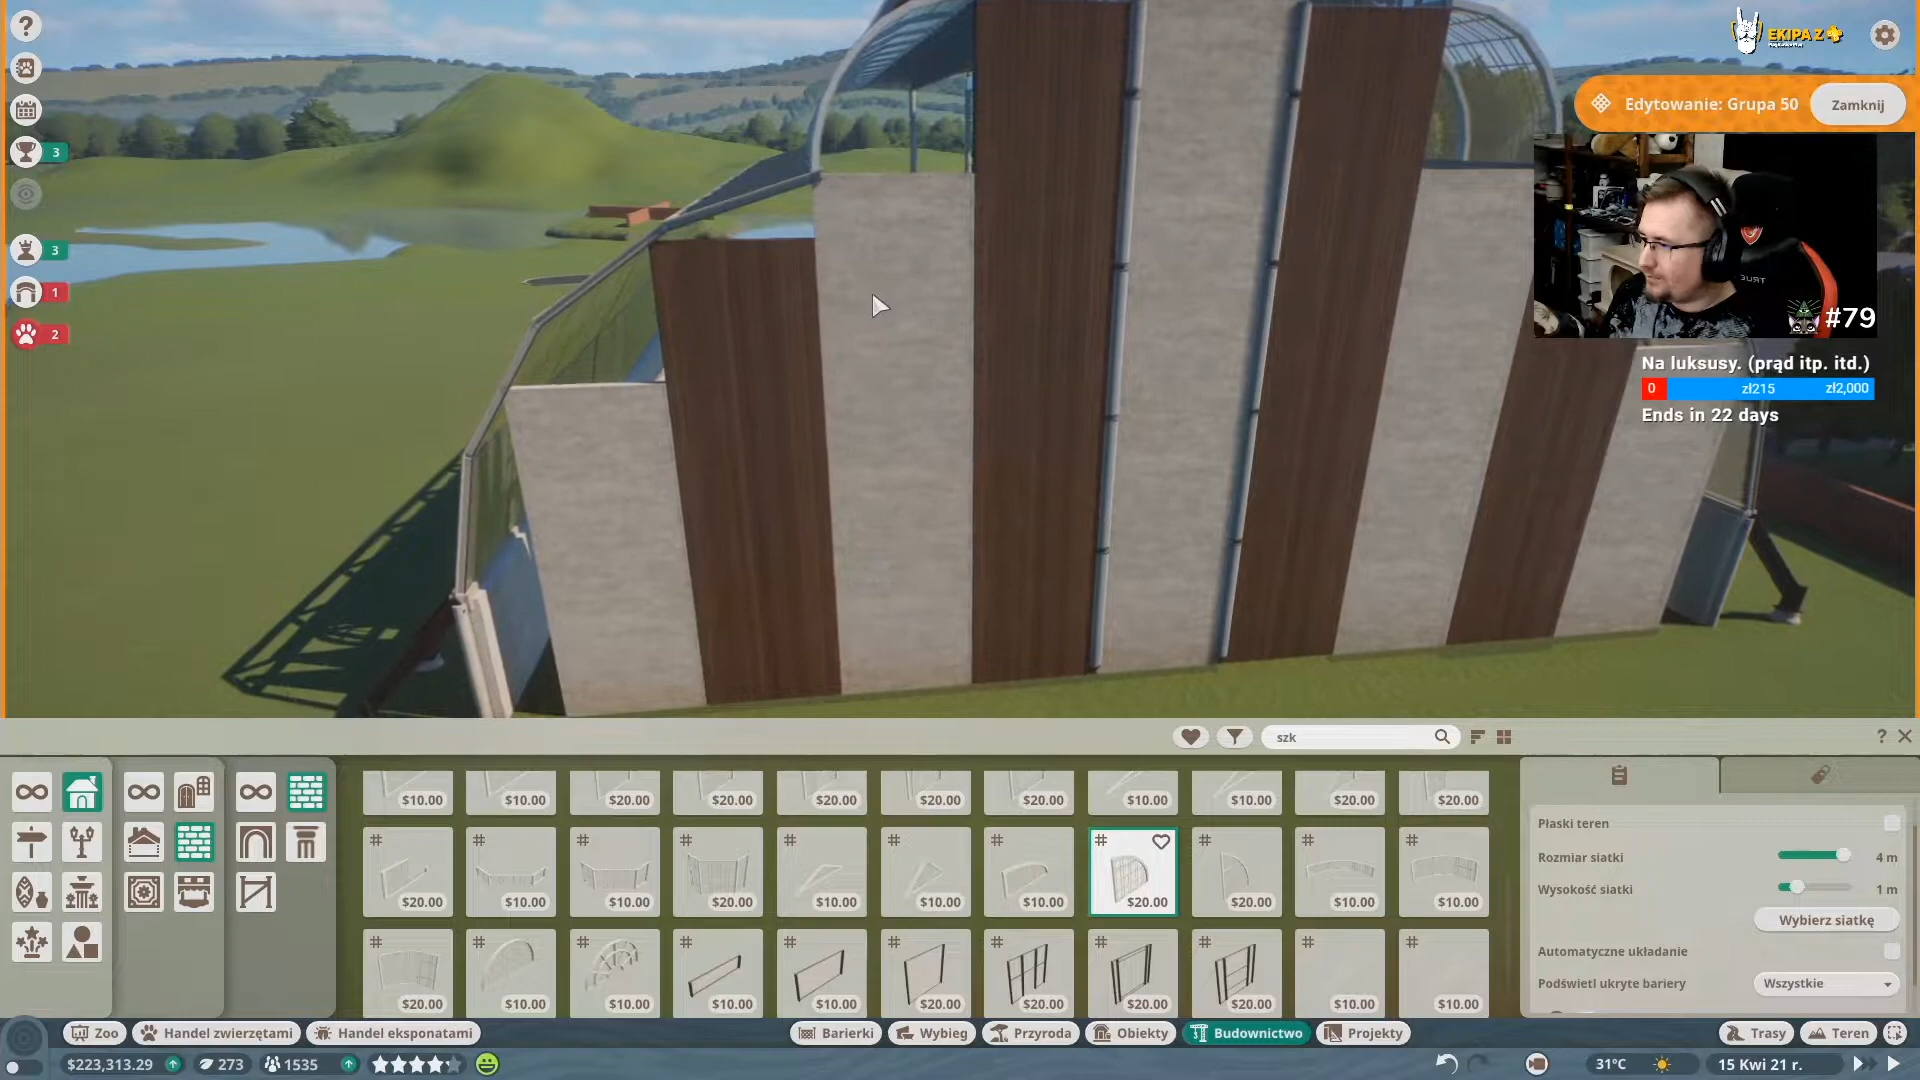 ?
EKIPA Z
Edytowanie: Grupa 50
Zamknij
3
3
1
2
TRUE
#79
Na luksusy. (prąd itp. itd.)
0 zł215 zł2,000
Ends in 22 days
szk
?
$10.00 $10.00 $20.00 $20.00 $20.00 $20.00 $20.00 $10.00 $10.00 $20.00 $20.00
$20.00 $10.00 $10.00 $20.00 $10.00 $10.00 $10.00 $20.00 $20.00 $10.00 $10.00
$20.00 $10.00 $10.00 $10.00 $10.00 $20.00 $20.00 $20.00 $20.00 $10.00 $10.00
Płaski teren
Rozmiar siatki 4 m
Wysokość siatki 1 m
Wybierz siatkę
Automatyczne układanie
Podświetl ukryte bariery Wszystkie
Zoo Handel zwierzętami Handel eksponatami Barierki Wybieg Przyroda Obiekty Budownictwo Projekty Trasy Teren
$223,313.29 273 1535 31°C 15 Kwi 21 r.